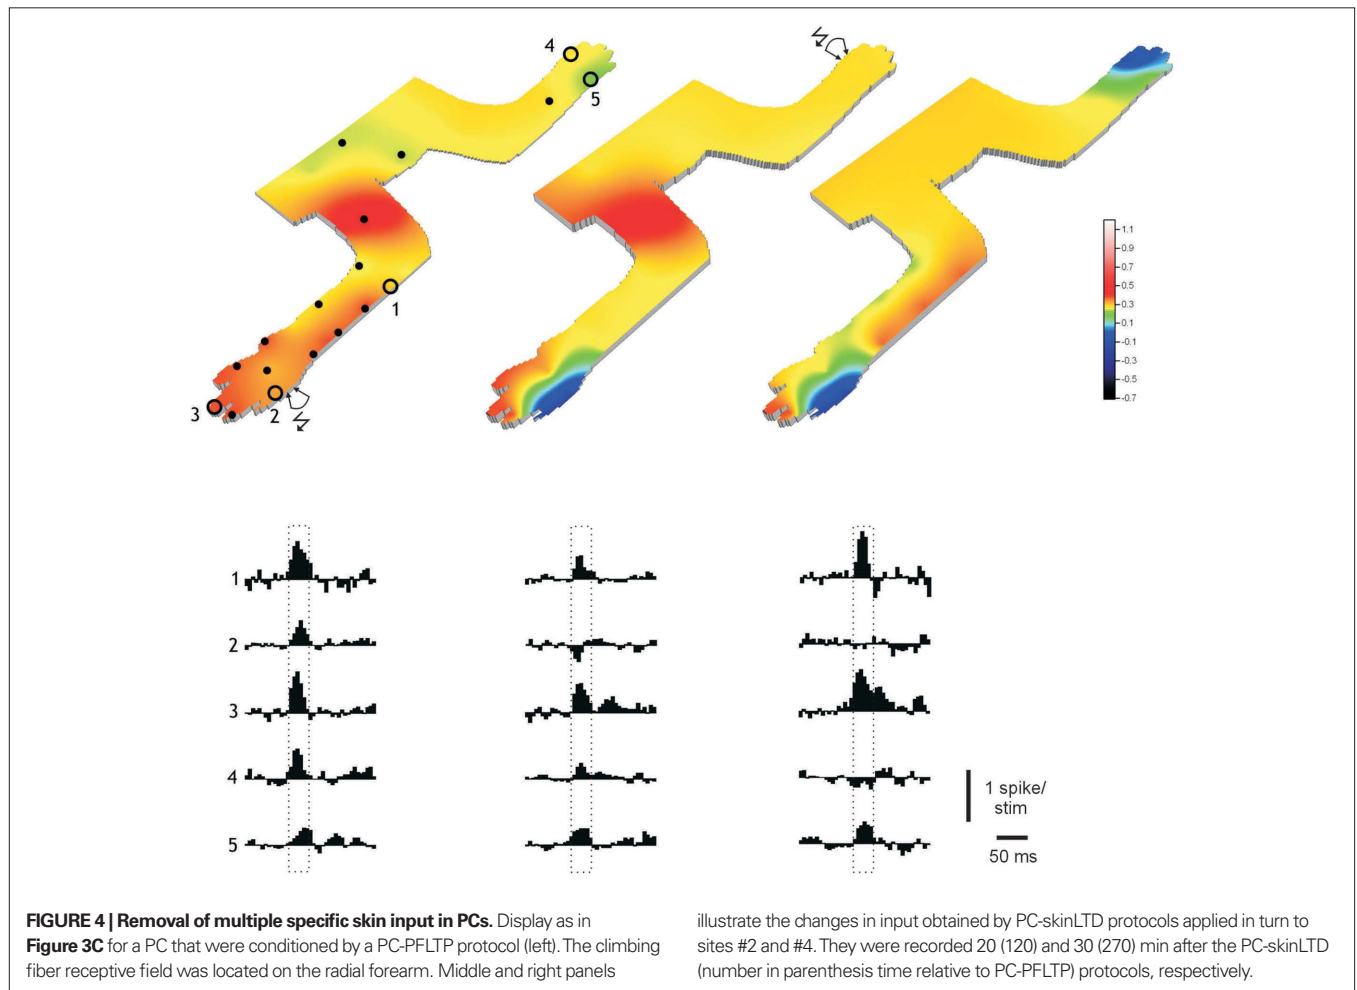 4
5
1
3
2
1.1
0.9
0.7
0.5
0.3
0.1
-0.1
-0.3
-0.5
-0.7
1
2
3
4
5
1 spike/
stim
50 ms
FIGURE 4 | Removal of multiple specific skin input in PCs. Display as in
Figure 3C for a PC that were conditioned by a PC-PFLTP protocol (left). The climbing
fiber receptive field was located on the radial forearm. Middle and right panels
illustrate the changes in input obtained by PC-skinLTD protocols applied in turn to
sites #2 and #4. They were recorded 20 (120) and 30 (270) min after the PC-skinLTD
(number in parenthesis time relative to PC-PFLTP) protocols, respectively.